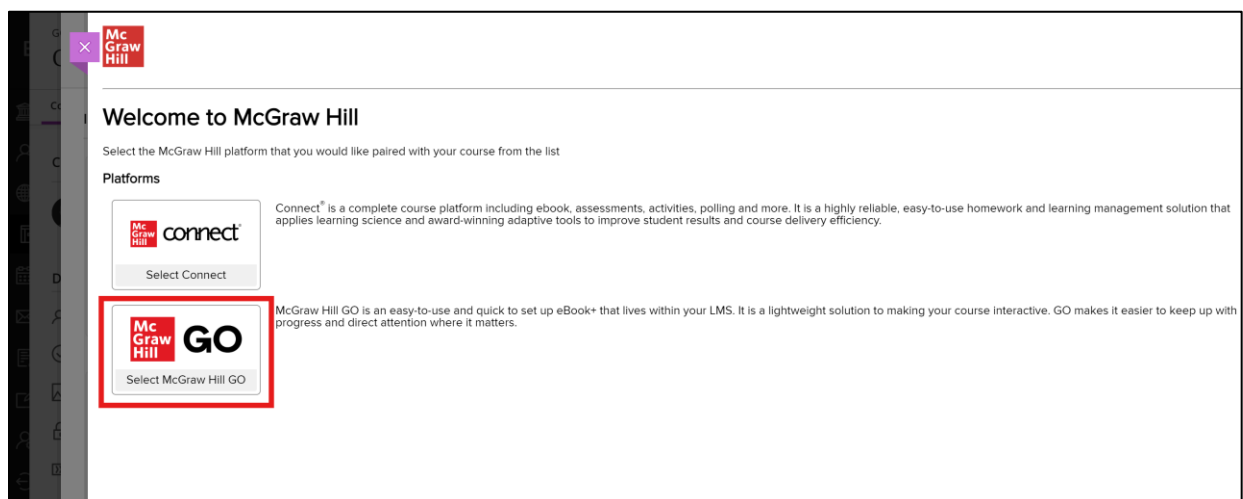 Mc
Graw
Hill
Welcome to McGraw Hill
Select the McGraw Hill platform that you would like paired with your course from the list
Platforms
Mc
Graw
Hill
connect®
Select Connect
Connect® is a complete course platform including ebook, assessments, activities, polling and more. It is a highly reliable, easy-to-use homework and learning management solution that
applies learning science and award-winning adaptive tools to improve student results and course delivery efficiency.
Mc
Graw
Hill
GO
Select McGraw Hill GO
McGraw Hill GO is an easy-to-use and quick to set up eBook+ that lives within your LMS. It is a lightweight solution to making your course interactive. GO makes it easier to keep up with
progress and direct attention where it matters.